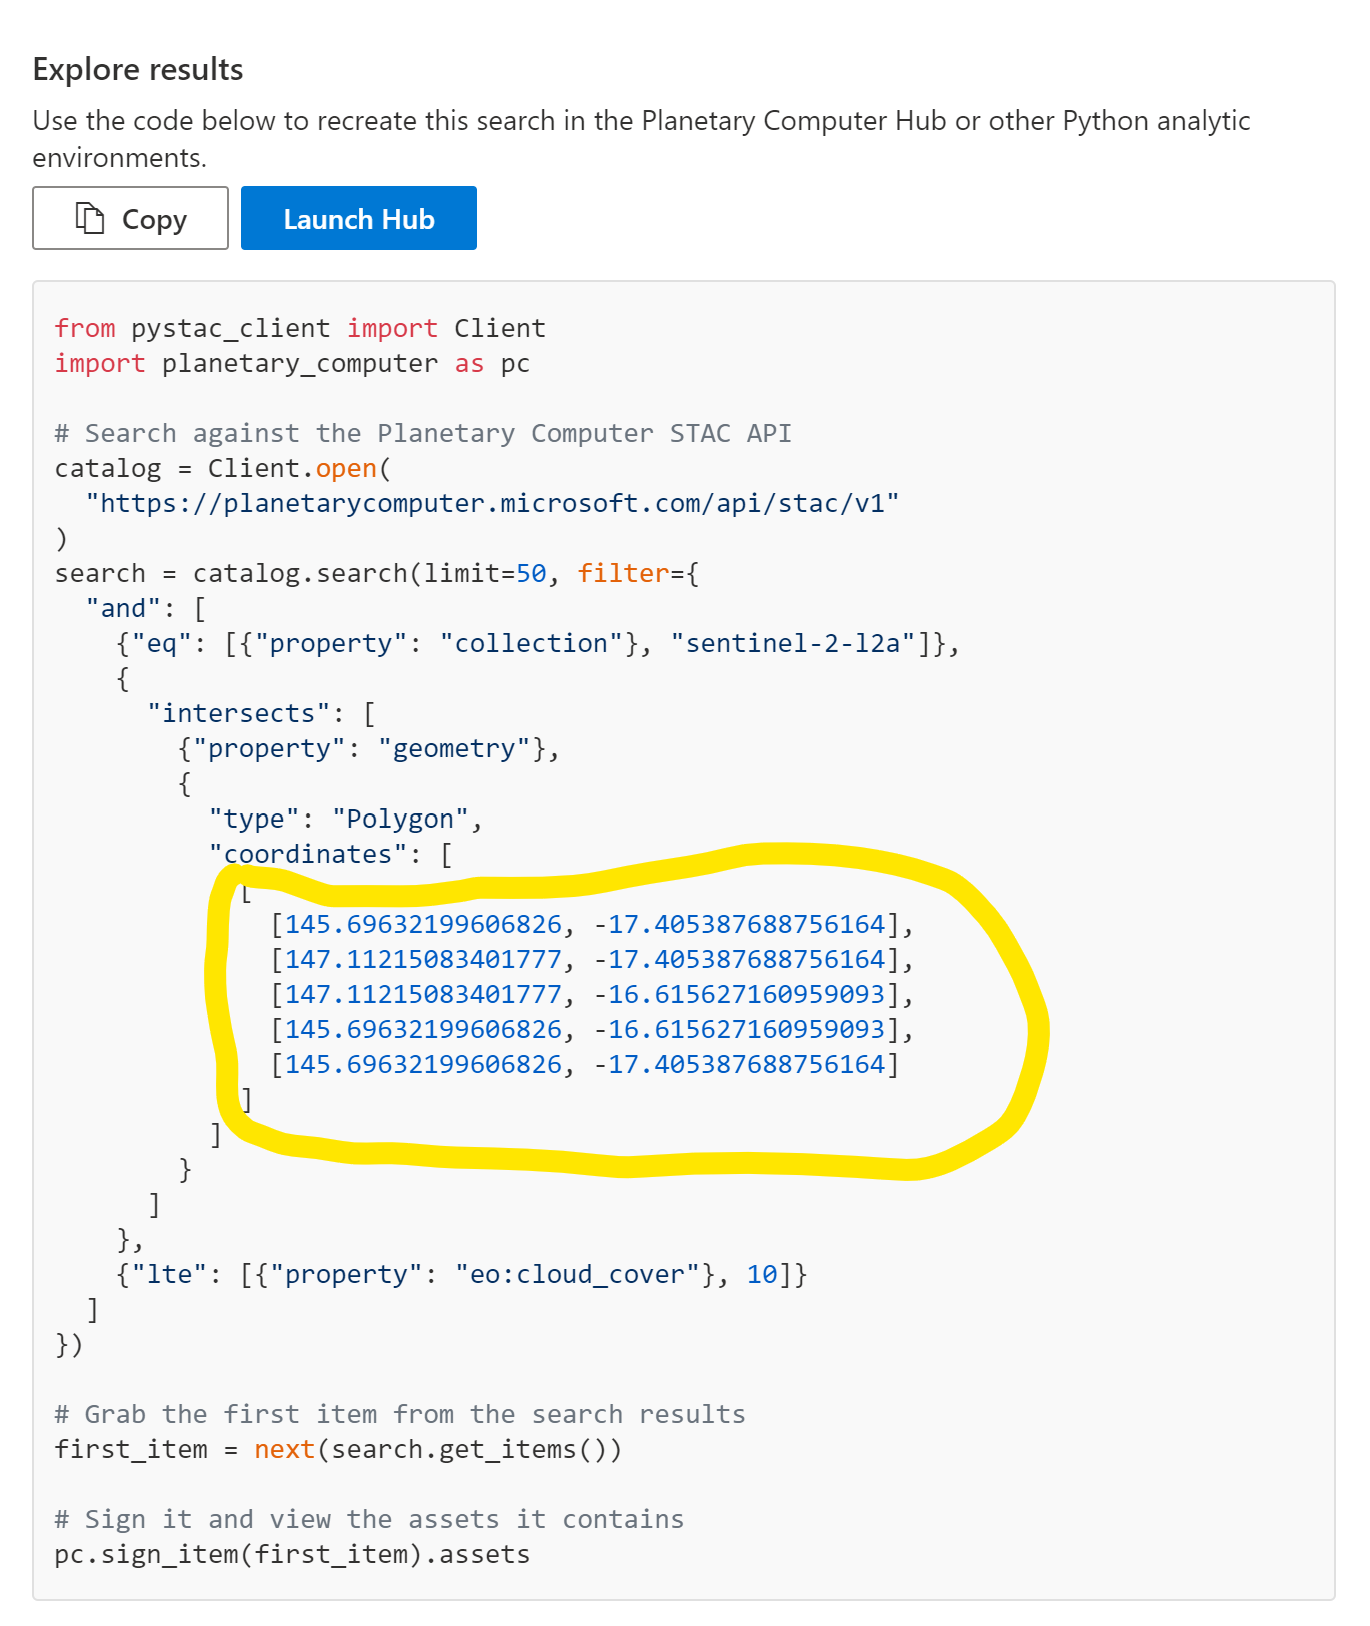 Explore results
Use the code below to recreate this search in the Planetary Computer Hub or other Python analytic
environments.
Copy Launch Hub
from pystac_client import Client
import planetary_computer as pc
# Search against the Planetary Computer STAC API
catalog = Client.open(
"https://planetarycomputer.microsoft.com/api/stac/v1"
)
search = catalog.search(limit=50, filter={
"and": [
{"eq": [{"property": "collection"}, "sentinel-2-l2a"]},
{
"intersects": [
{"property": "geometry"},
{
"type": "Polygon",
"coordinates": [
[
[145.69632199606826, -17.405387688756164],
[147.11215083401777, -17.405387688756164],
[147.11215083401777, -16.615627160959093],
[145.69632199606826, -16.615627160959093],
[145.69632199606826, -17.405387688756164]
]
]
}
]
},
{"lte": [{"property": "eo:cloud_cover"}, 10]}
]
})
# Grab the first item from the search results
first_item = next(search.get_items())
# Sign it and view the assets it contains
pc.sign_item(first_item).assets